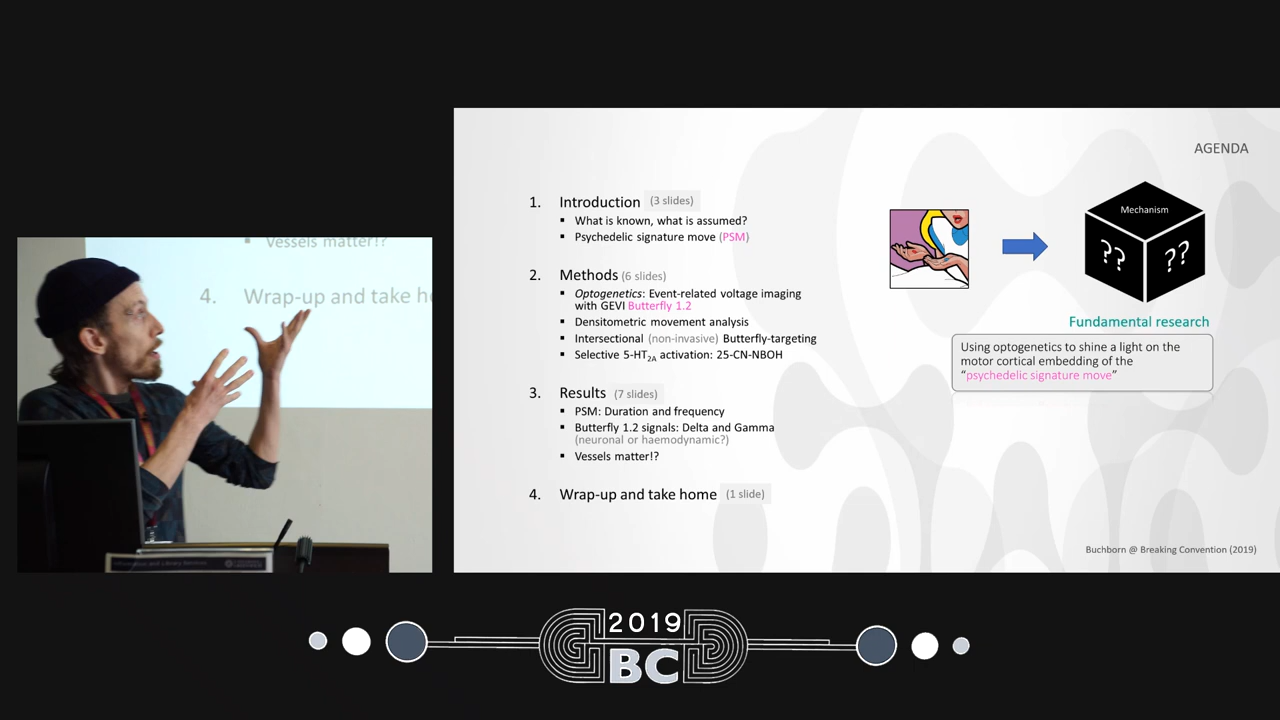 Vessels matter!?
4. Wrap-up and take h
AGENDA
1. Introduction (3 slides)
▪ What is known, what is assumed?
▪ Psychedelic signature move (PSM)
2. Methods (6 slides)
▪ Optogenetics: Event-related voltage imaging
with GEVI Butterfly 1.2
▪ Densitometric movement analysis
▪ Intersectional (non-invasive) Butterfly-targeting
▪ Selective 5-HT2A activation: 25-CN-NBOH
3. Results (7 slides)
▪ PSM: Duration and frequency
▪ Butterfly 1.2 signals: Delta and Gamma
(neuronal or haemodynamic?)
▪ Vessels matter!?
4. Wrap-up and take home (1 slide)
Mechanism
?? ??
Fundamental research
Using optogenetics to shine a light on the
motor cortical embedding of the
“psychedelic signature move”
Buchborn @ Breaking Convention (2019)
2019
BC